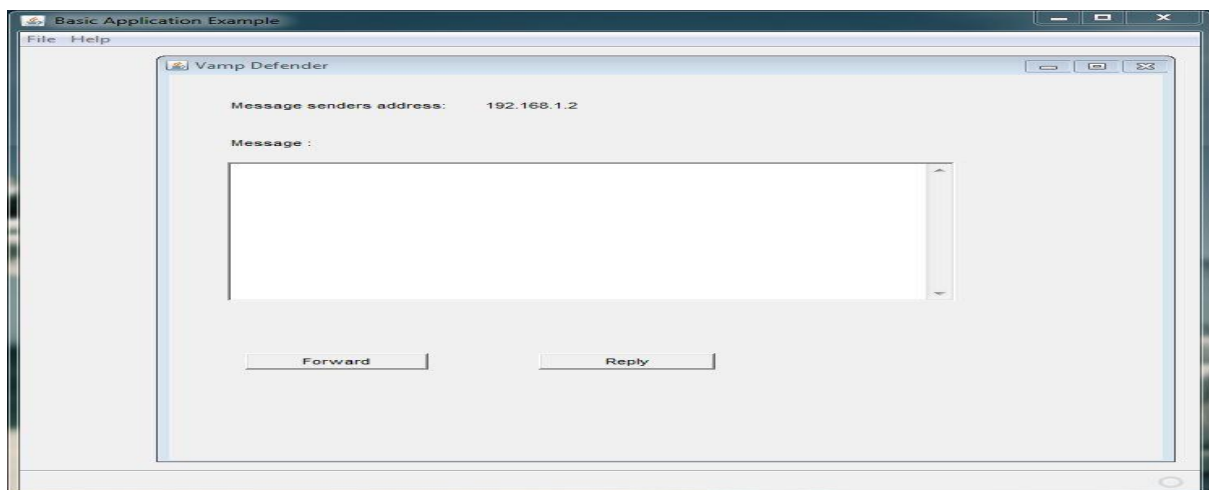 Basic Application Example
File Help
Vamp Defender
Message senders address: 192.168.1.2
Message :
Forward Reply